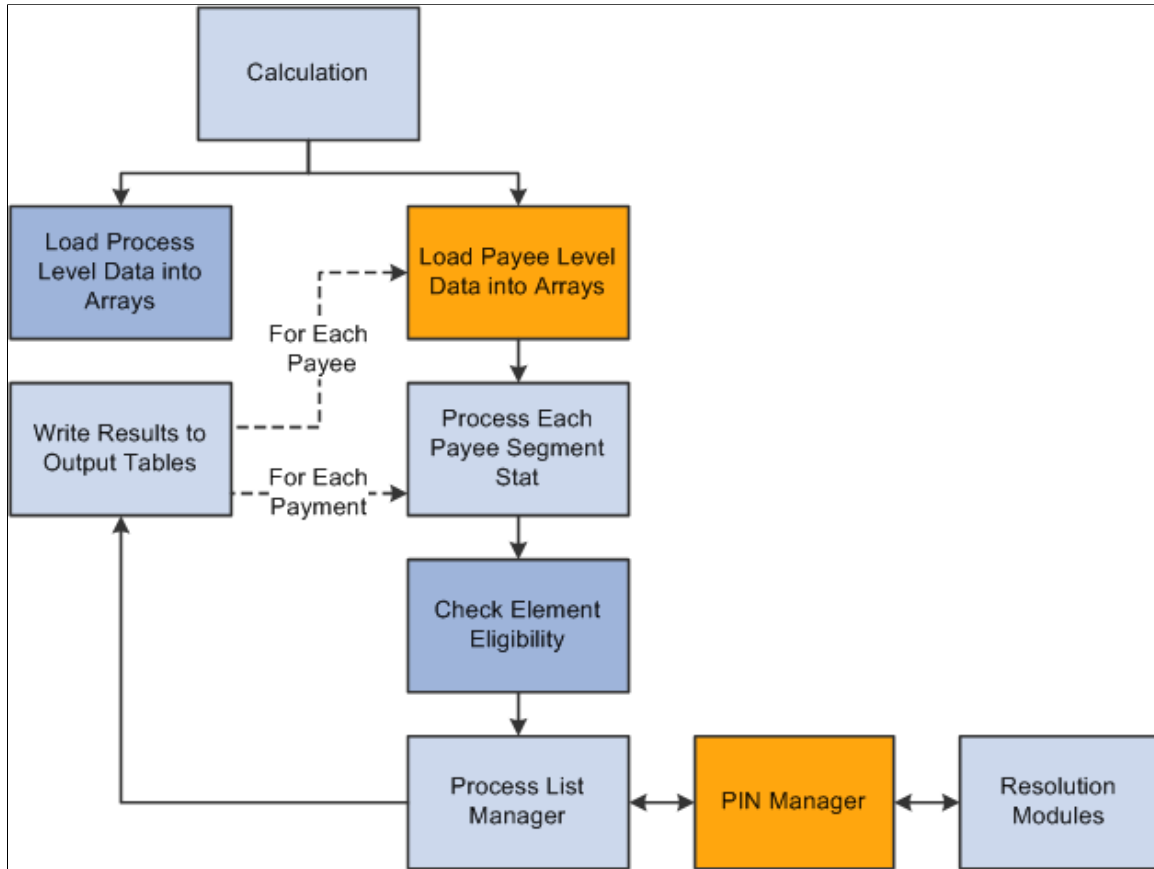 Calculation
Load Process
Level Data into
Arrays
Load Payee Level
Data into Arrays
For Each
Payee
Write Results to
Output Tables
Process Each
Payee Segment
Stat
For Each
Payment
Check Element
Eligibility
Process List
Manager
PIN Manager
Resolution
Modules